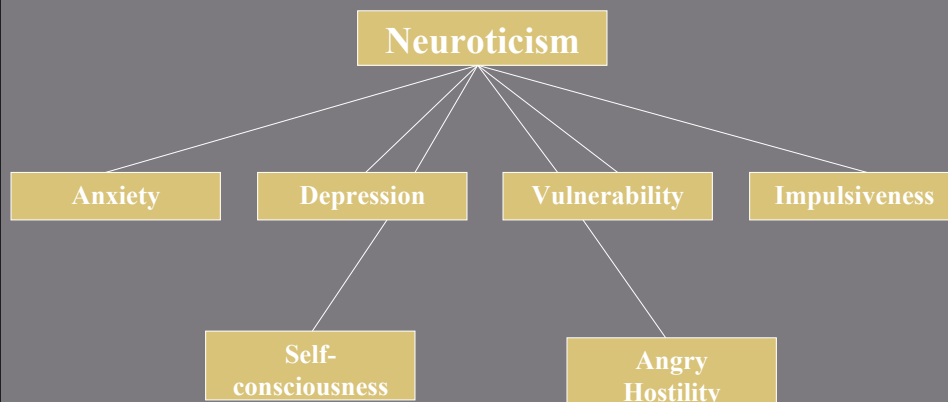 Neuroticism
Anxiety
Depression
Vulnerability
Impulsiveness
Self-
consciousness
Angry
Hostility